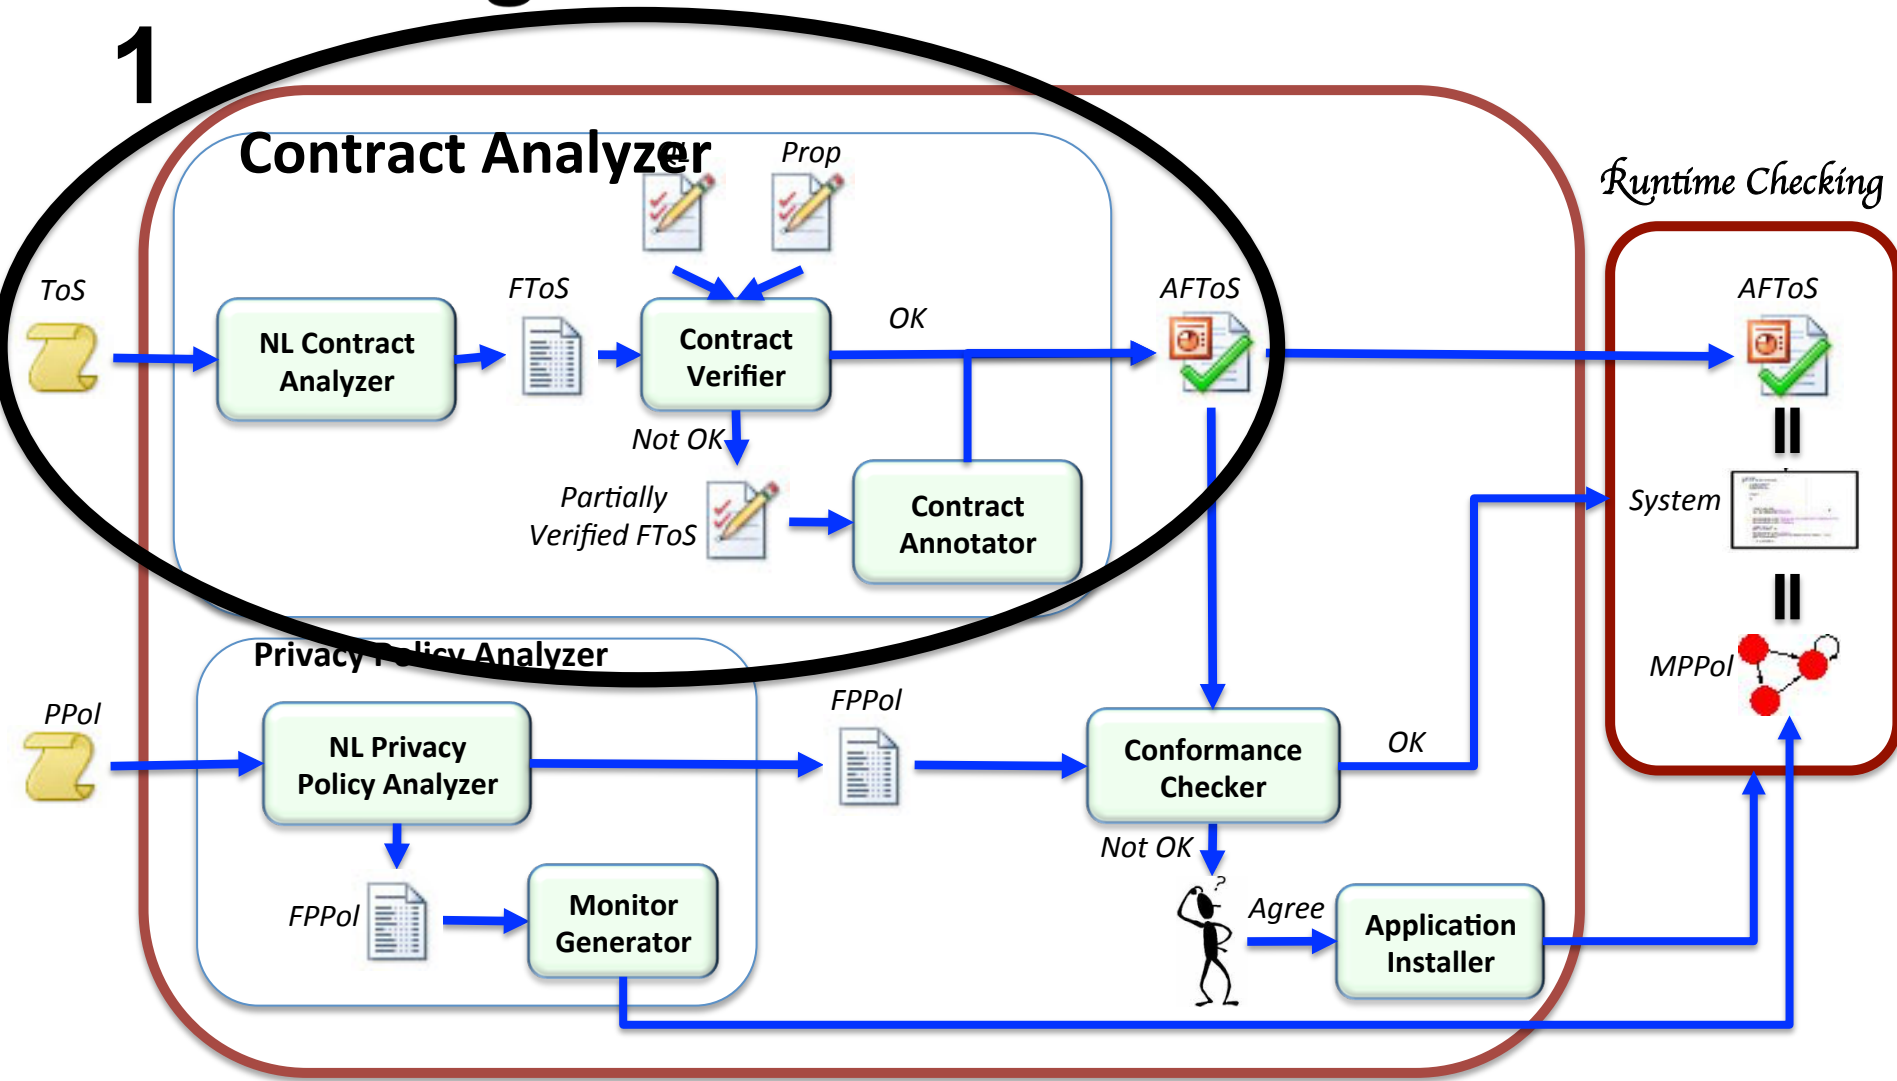 1
Contract Analyzer
Prop
Runtime Checking
ToS
FToS
AFToS
AFToS
NL Contract
Analyzer
Contract
Verifier
OK
Not OK
Partially
Verified FToS
Contract
Annotator
System
Privacy Policy Analyzer
MPPol
PPol
FPPol
NL Privacy
Policy Analyzer
Conformance
Checker
OK
Not OK
FPPol
Monitor
Generator
?
Agree
Application
Installer